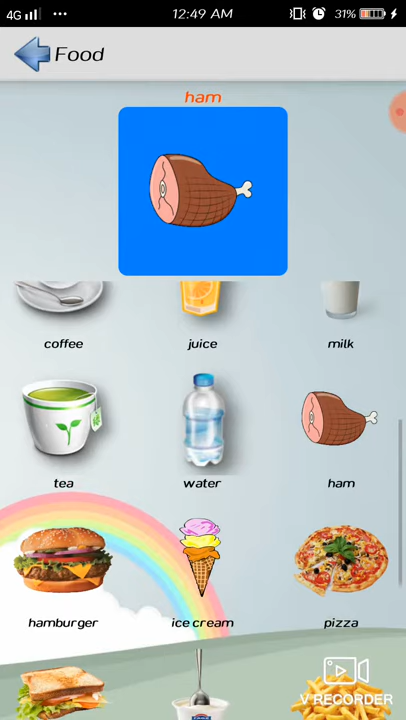 4G ... 12:49 AM 31%
Food
ham
coffee juice milk
tea water ham
hamburger ice cream pizza
V RECORDER